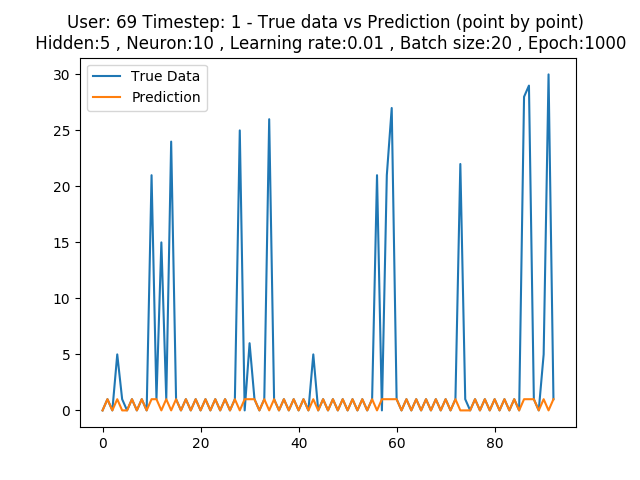 User: 69 Timestep: 1 - True data vs Prediction (point by point)
Hidden:5 , Neuron:10 , Learning rate:0.01 , Batch size:20 , Epoch:1000
True Data
Prediction
30
25
20
15
10
5
0
0 20 40 60 80